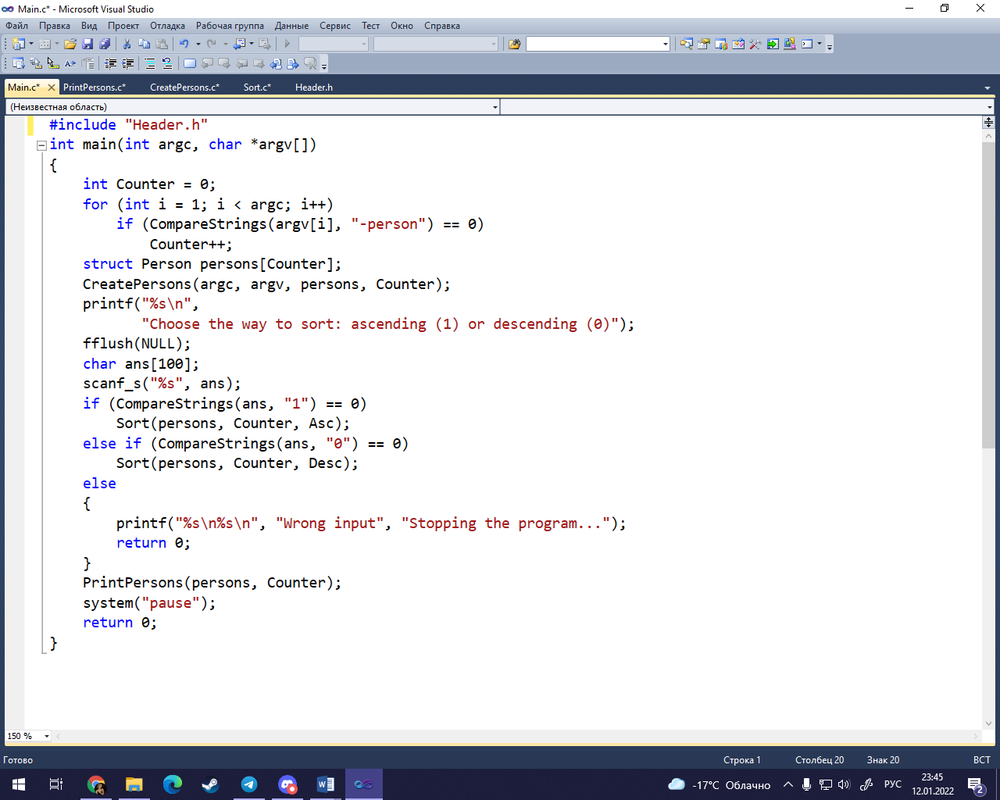 Main.c* - Microsoft Visual Studio
Файл Правка Вид Проект Отладка Рабочая группа Данные Сервис Тест Окно Справка
Main.c* PrintPersons.c* CreatePersons.c* Sort.c* Header.h
(Неизвестная область)
#include "Header.h"
int main(int argc, char *argv[])
{
int Counter = 0;
for (int i = 1; i < argc; i++)
if (CompareStrings(argv[i], "-person") == 0)
Counter++;
struct Person persons[Counter];
CreatePersons(argc, argv, persons, Counter);
printf("%s\n",
"Choose the way to sort: ascending (1) or descending (0)");
fflush(NULL);
char ans[100];
scanf_s("%s", ans);
if (CompareStrings(ans, "1") == 0)
Sort(persons, Counter, Asc);
else if (CompareStrings(ans, "0") == 0)
Sort(persons, Counter, Desc);
else
{
printf("%s\n%s\n", "Wrong input", "Stopping the program...");
return 0;
}
PrintPersons(persons, Counter);
system("pause");
return 0;
}
150 %
Готово Строка 1 Столбец 20 Знак 20 ВСТ
-17°C Облачно РУС 23:45
12.01.2022 2